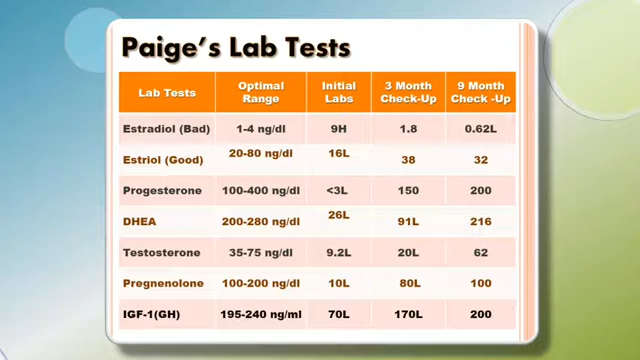 Paige's Lab Tests
Lab Tests Optimal Range Initial Labs 3 Month Check-Up 9 Month Check -Up
Estradiol (Bad) 1-4 ng/dl 9H 1.8 0.62L
Estriol (Good) 20-80 ng/dl 16L 38 32
Progesterone 100-400 ng/dl <3L 150 200
DHEA 200-280 ng/dl 26L 91L 216
Testosterone 35-75 ng/dl 9.2L 20L 62
Pregnenolone 100-200 ng/dl 10L 80L 100
IGF-1(GH) 195-240 ng/ml 70L 170L 200